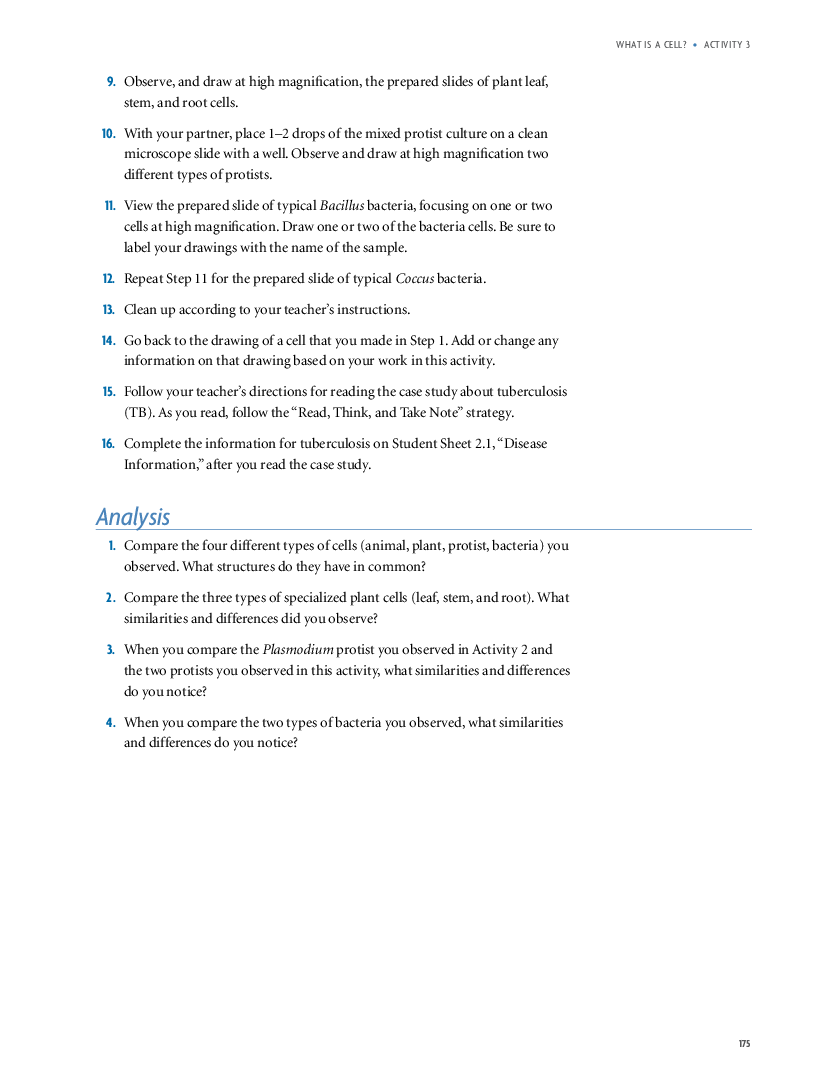 WHAT IS A CELL? • ACTIVITY 3
9. Observe, and draw at high magnification, the prepared slides of plant leaf,
stem, and root cells.
10. With your partner, place 1–2 drops of the mixed protist culture on a clean
microscope slide with a well. Observe and draw at high magnification two
different types of protists.
11. View the prepared slide of typical Bacillus bacteria, focusing on one or two
cells at high magnification. Draw one or two of the bacteria cells. Be sure to
label your drawings with the name of the sample.
12. Repeat Step 11 for the prepared slide of typical Coccus bacteria.
13. Clean up according to your teacher’s instructions.
14. Go back to the drawing of a cell that you made in Step 1. Add or change any
information on that drawing based on your work in this activity.
15. Follow your teacher’s directions for reading the case study about tuberculosis
(TB). As you read, follow the “Read, Think, and Take Note” strategy.
16. Complete the information for tuberculosis on Student Sheet 2.1, “Disease
Information,” after you read the case study.
Analysis
1. Compare the four different types of cells (animal, plant, protist, bacteria) you
observed. What structures do they have in common?
2. Compare the three types of specialized plant cells (leaf, stem, and root). What
similarities and differences did you observe?
3. When you compare the Plasmodium protist you observed in Activity 2 and
the two protists you observed in this activity, what similarities and differences
do you notice?
4. When you compare the two types of bacteria you observed, what similarities
and differences do you notice?
175